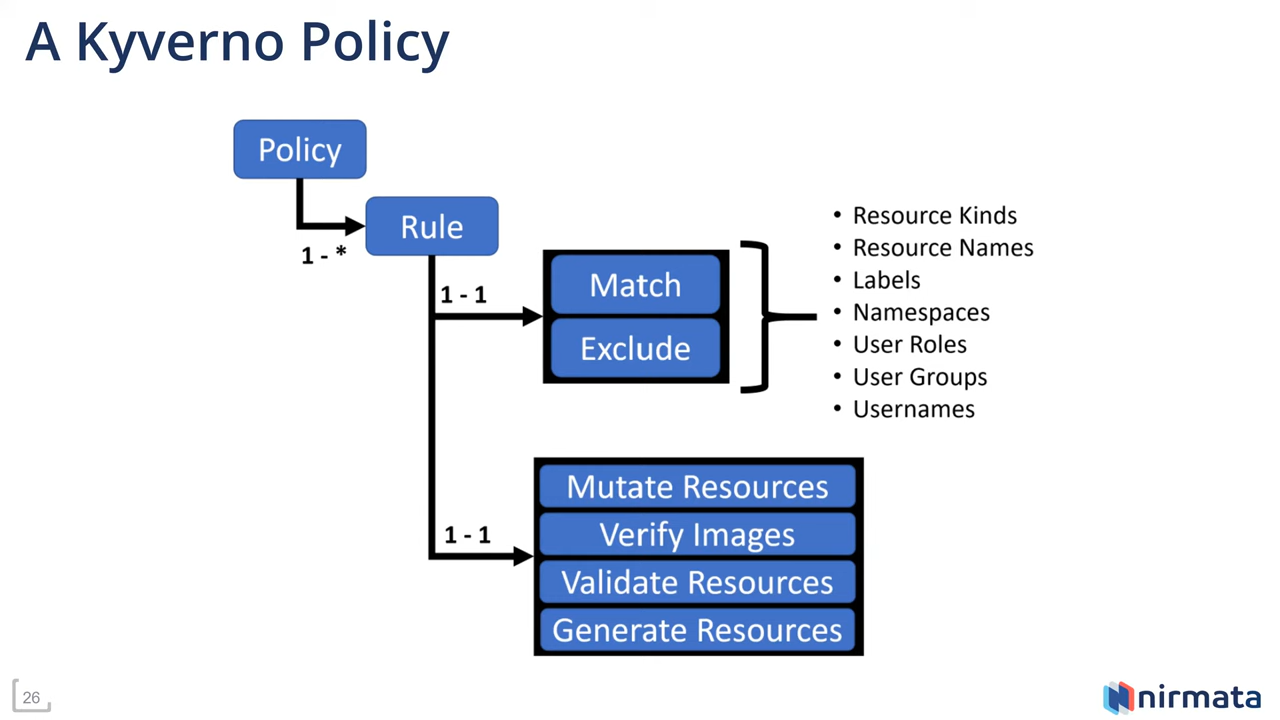 A Kyverno Policy
Policy
Rule
1 - *
1 - 1
Match
Exclude
• Resource Kinds
• Resource Names
• Labels
• Namespaces
• User Roles
• User Groups
• Usernames
1 - 1
Mutate Resources
Verify Images
Validate Resources
Generate Resources
26
nirmata